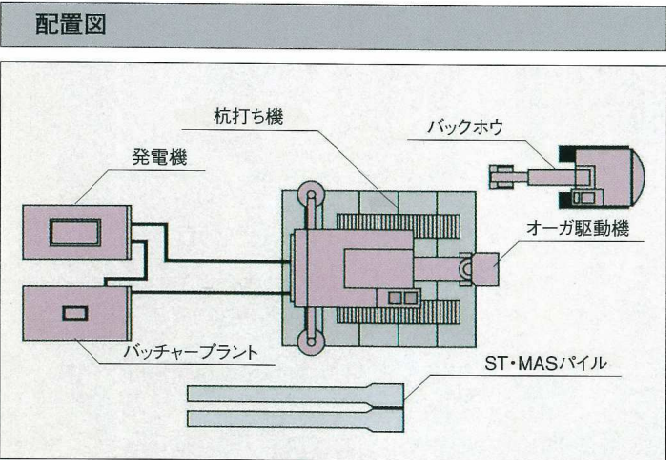 配置図
杭打ち機
バックホウ
発電機
オーガ駆動機
バッチャープラント
ST・MASパイル